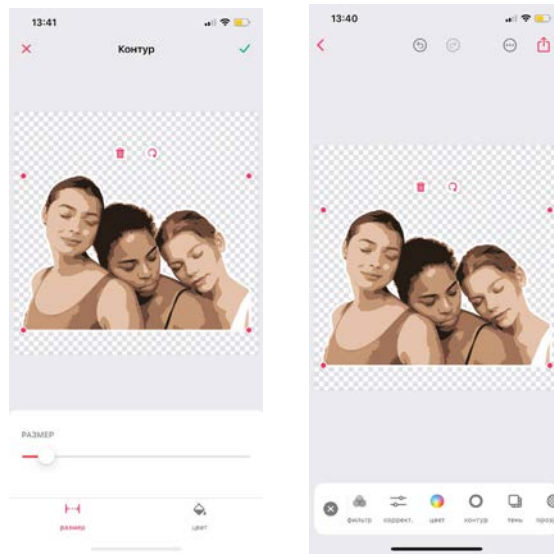 13:41
Контур
РАЗМЕР
размер
цвет
13:40
фильтр коррект. цвет контур тень